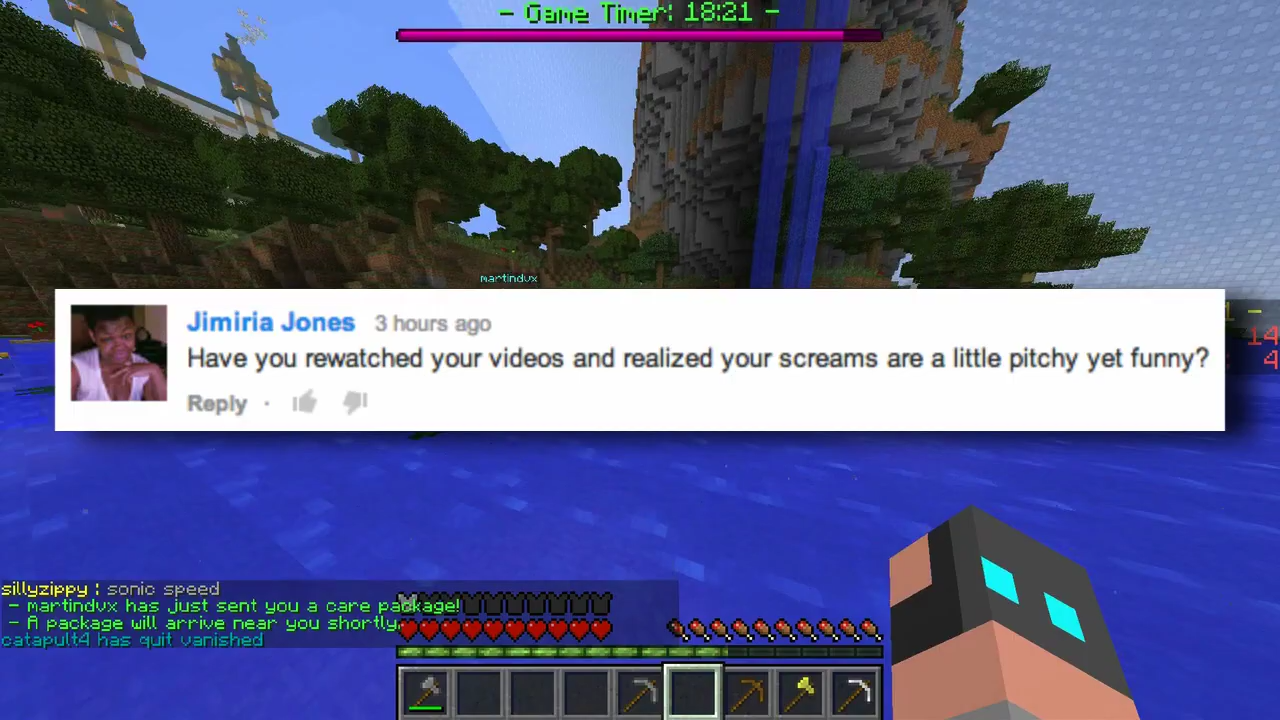 - Game Timer: 18:21 -
martindvx
Jimiria Jones 3 hours ago
Have you rewatched your videos and realized your screams are a little pitchy yet funny?
Reply ·
14
4
sillyzippy : sonic speed
- martindvx has just sent you a care package!
- A package will arrive near you shortly.
catapult4 has quit vanished